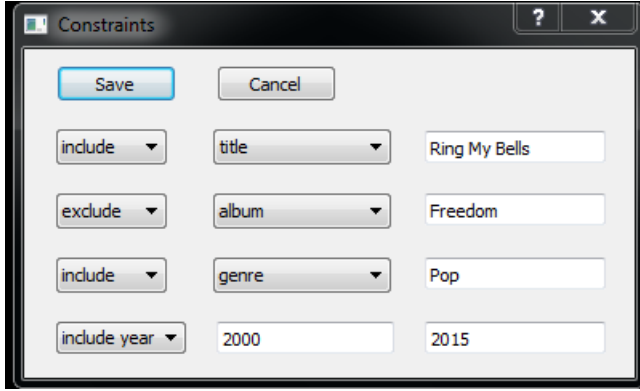 Constraints ? X
Save Cancel
include title Ring My Bells
exclude album Freedom
include genre Pop
include year 2000 2015